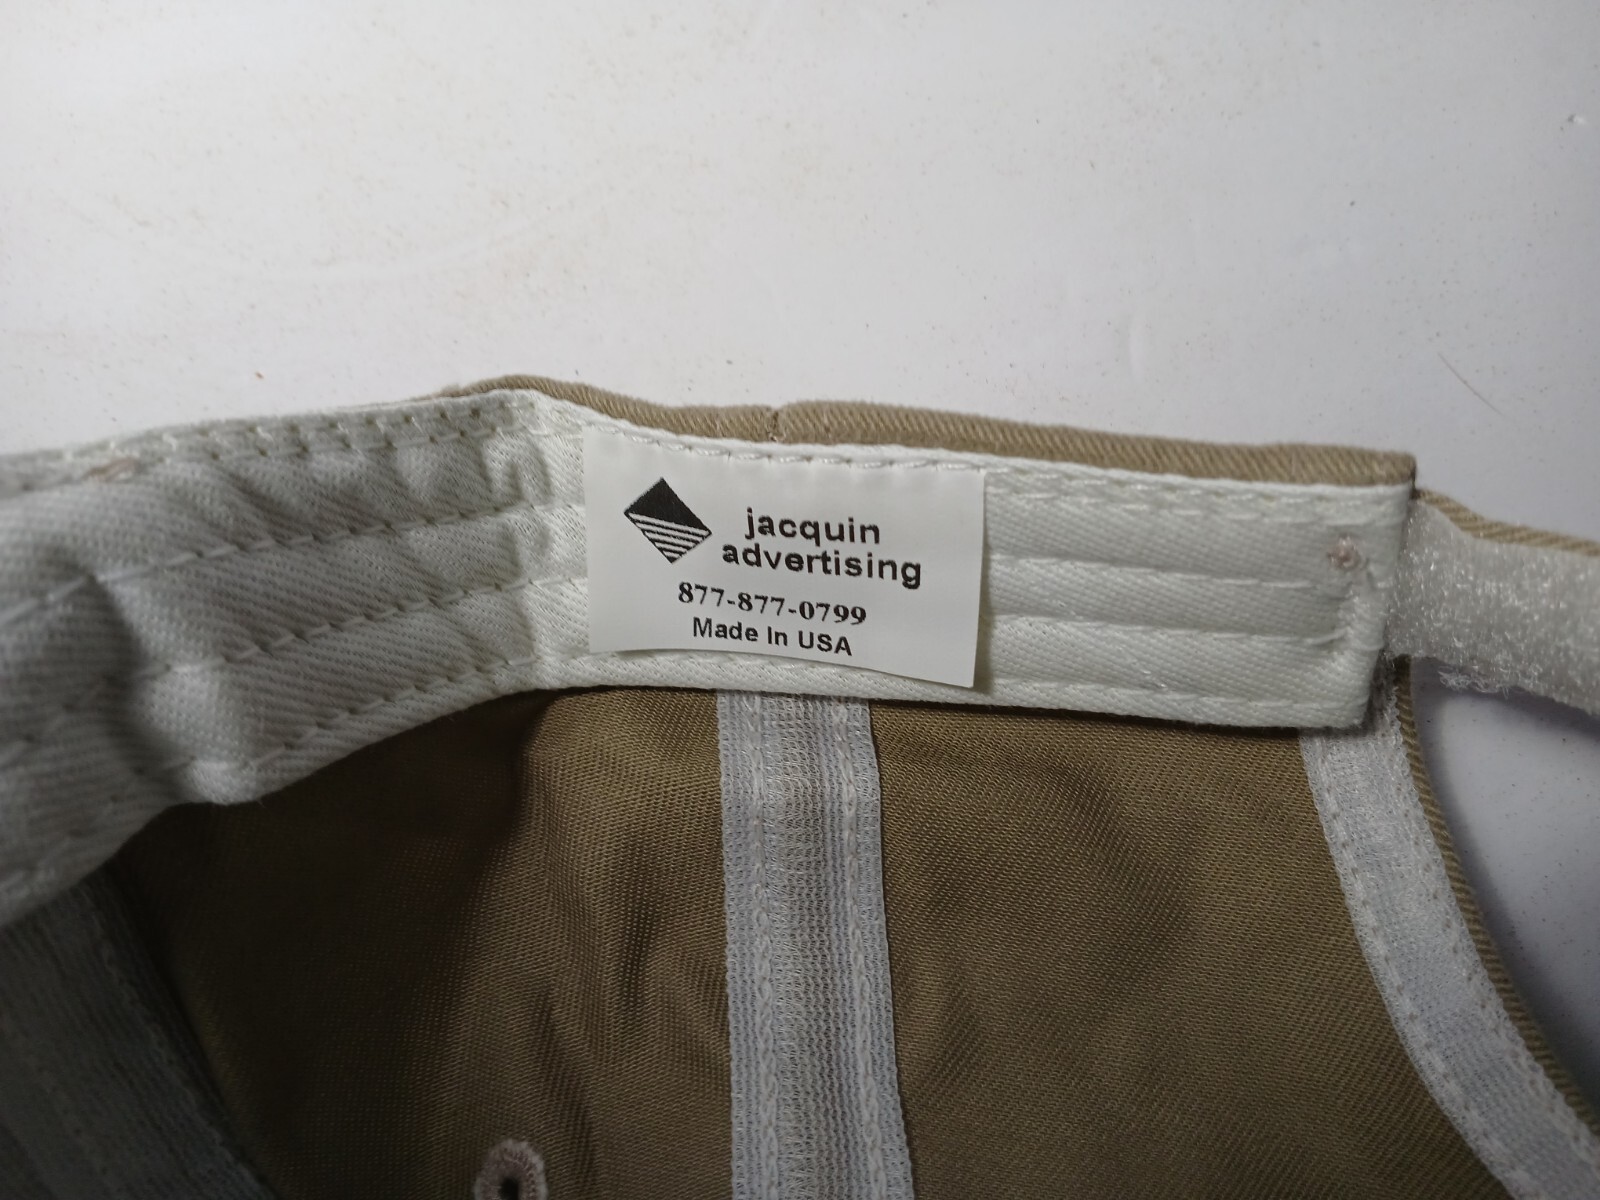 jacquin
advertising
877-877-0799
Made In USA